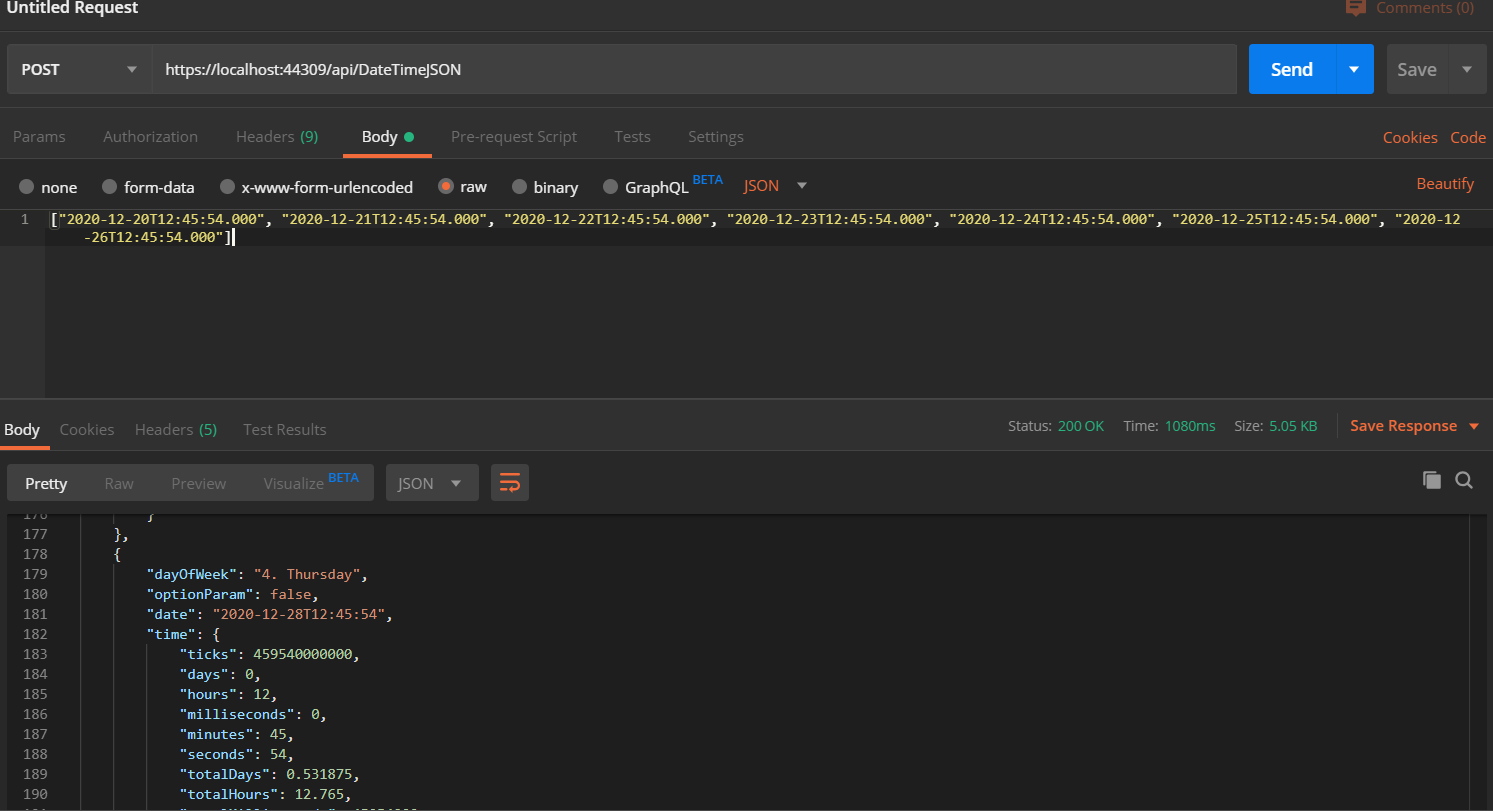 Untitled Request
Comments (0)
POST https://localhost:44309/api/DateTimeJSON Send Save
Params Authorization Headers (9) Body Pre-request Script Tests Settings Cookies Code
none form-data x-www-form-urlencoded raw binary GraphQL BETA JSON Beautify
1 ["2020-12-20T12:45:54.000", "2020-12-21T12:45:54.000", "2020-12-22T12:45:54.000", "2020-12-23T12:45:54.000", "2020-12-24T12:45:54.000", "2020-12-25T12:45:54.000", "2020-12
-26T12:45:54.000"]
Body Cookies Headers (5) Test Results Status: 200 OK Time: 1080ms Size: 5.05 KB Save Response
Pretty Raw Preview Visualize BETA JSON
176 }
177 },
178 {
179 "dayOfWeek": "4. Thursday",
180 "optionParam": false,
181 "date": "2020-12-28T12:45:54",
182 "time": {
183 "ticks": 459540000000,
184 "days": 0,
185 "hours": 12,
186 "milliseconds": 0,
187 "minutes": 45,
188 "seconds": 54,
189 "totalDays": 0.531875,
190 "totalHours": 12.765,